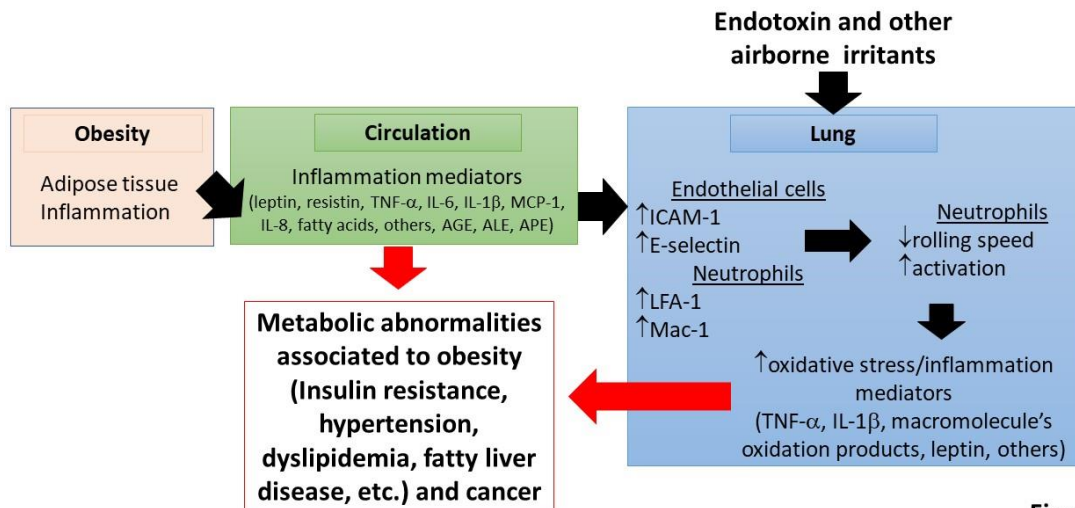 Endotoxin and other
airborne irritants
Obesity
Adipose tissue
Inflammation
Circulation
Inflammation mediators
(leptin, resistin, TNF-α, IL-6, IL-1β, MCP-1,
IL-8, fatty acids, others, AGE, ALE, APE)
Lung
Endothelial cells
↑ICAM-1
↑E-selectin
Neutrophils
↑LFA-1
↑Mac-1
Neutrophils
↓rolling speed
↑activation
↑oxidative stress/inflammation
mediators
(TNF-α, IL-1β, macromolecule's
oxidation products, leptin, others)
Metabolic abnormalities
associated to obesity
(Insulin resistance,
hypertension,
dyslipidemia, fatty liver
disease, etc.) and cancer